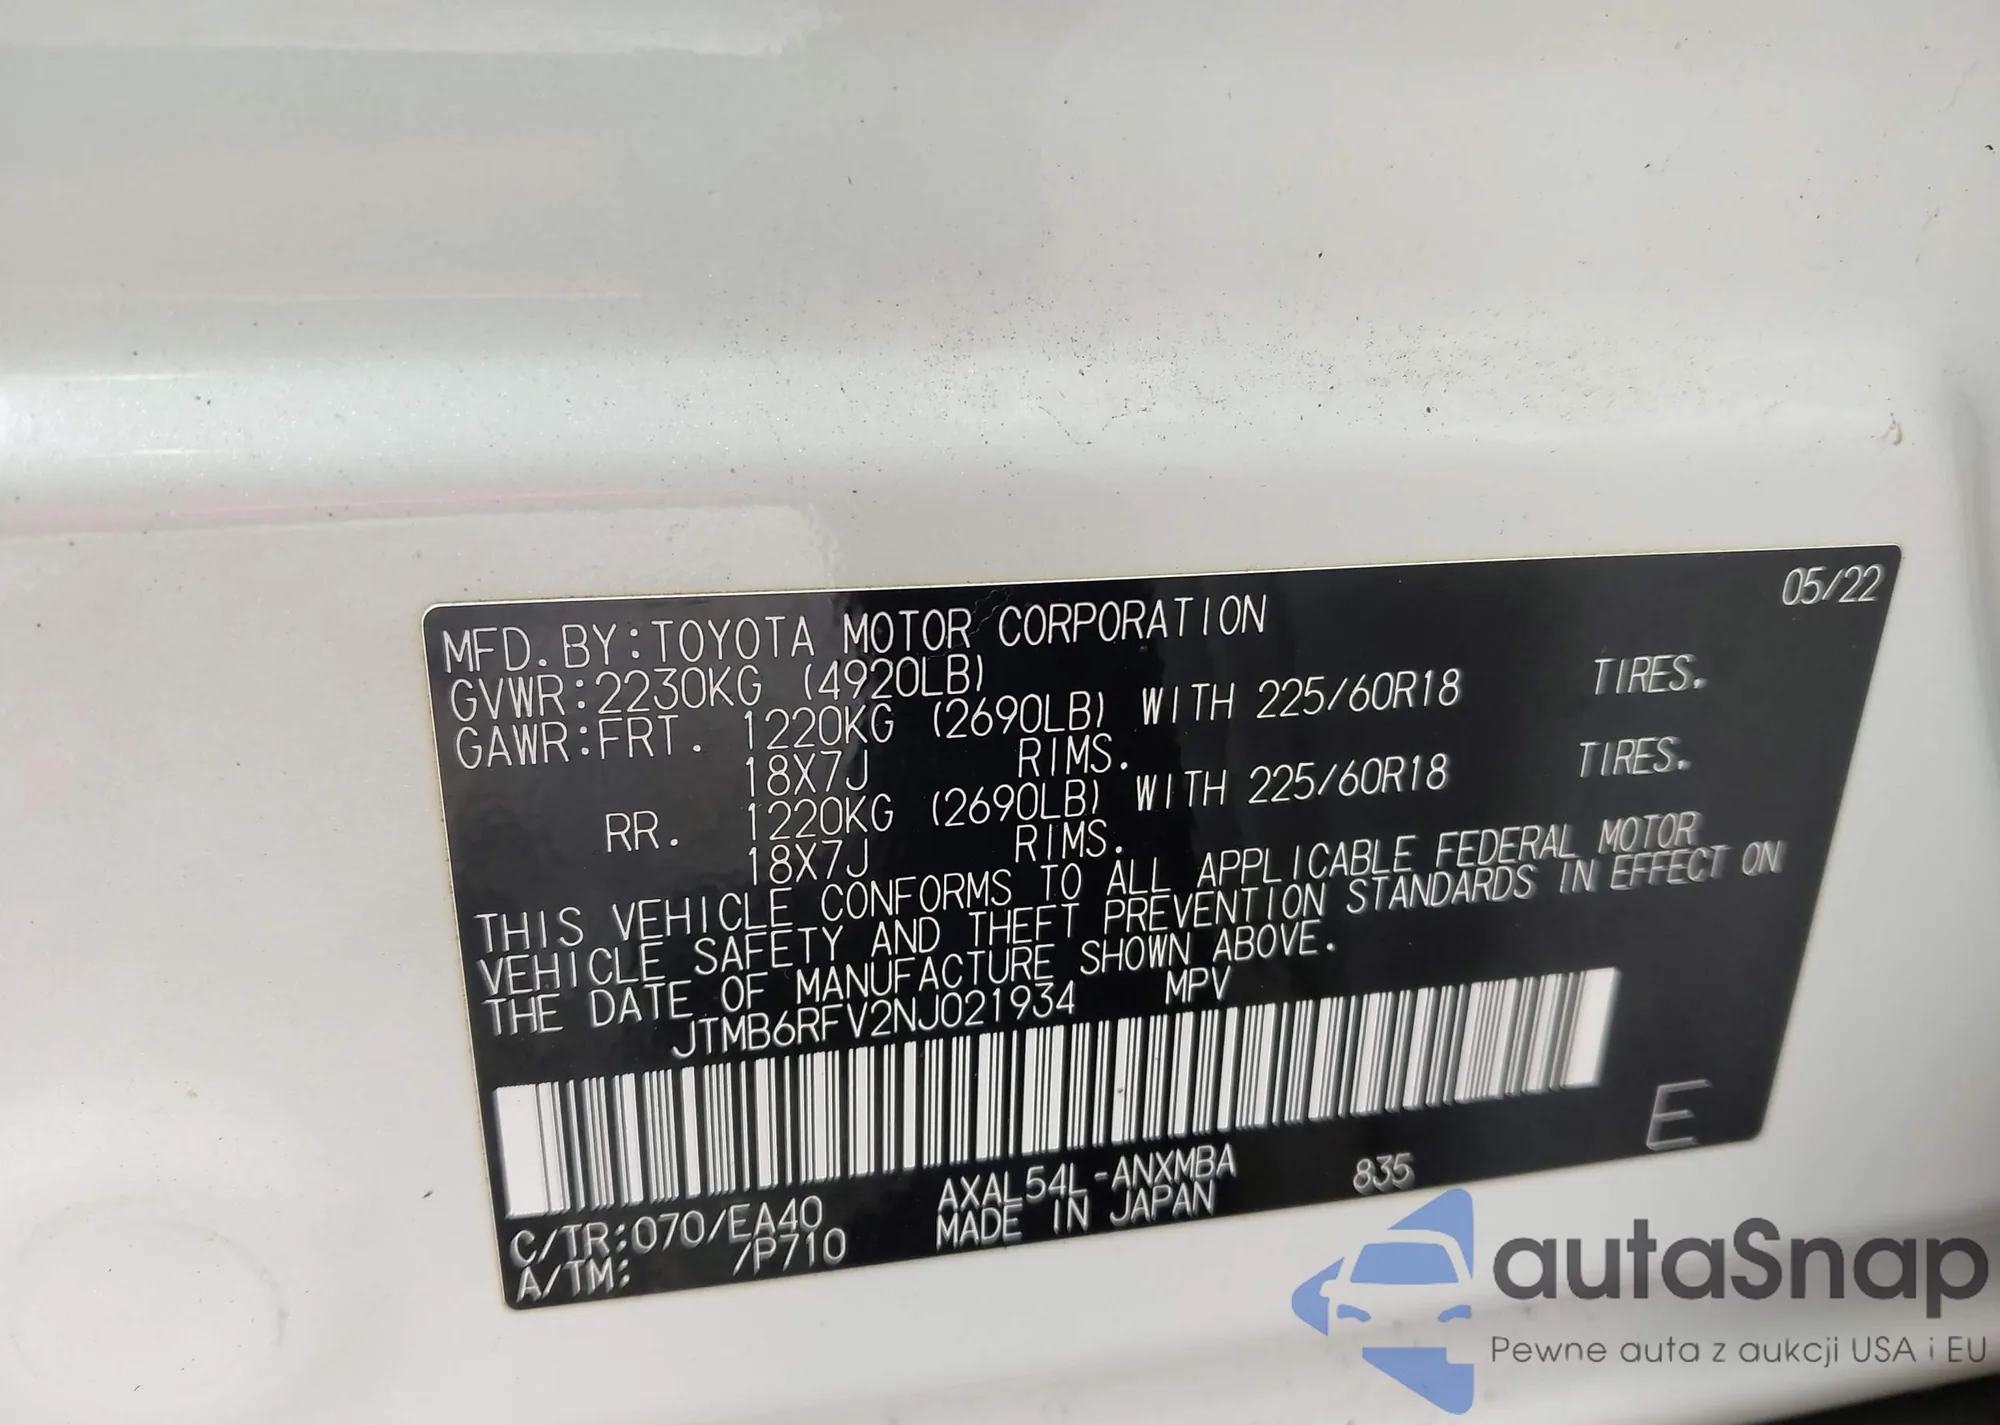 05/22
MFD. BY:TOYOTA MOTOR CORPORATION
GVWR:2230KG (4920LB)
GAWR:FRT. 1220KG (2690LB) WITH 225/60R18 TIRES.
18X7J RIMS.
RR. 1220KG (2690LB) WITH 225/60R18 TIRES.
18X7J RIMS.
THIS VEHICLE CONFORMS TO ALL APPLICABLE FEDERAL MOTOR
VEHICLE SAFETY AND THEFT PREVENTION STANDARDS IN EFFECT ON
THE DATE OF MANUFACTURE SHOWN ABOVE.
JTMB6RFV2NJ021934 MPV
E
C/TR:070/EA40 AXAL54L-ANXMBA 835
A/TM: /P710 MADE IN JAPAN
autaSnap
Pewne auta z aukcji USA i EU